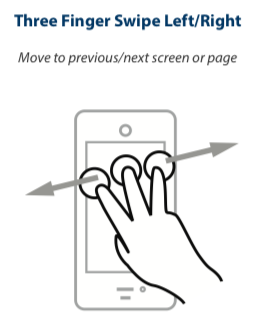 Three Finger Swipe Left/Right
Move to previous/next screen or page